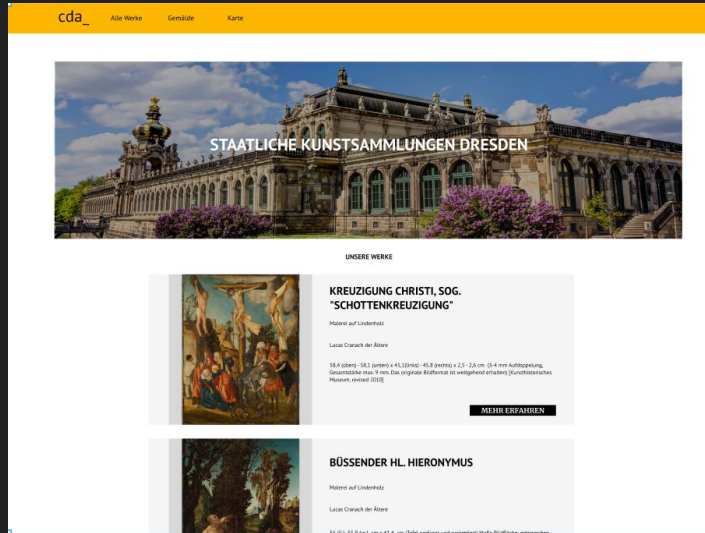 cda_ Alle Werke Gemälde Karte
STAATLICHE KUNSTSAMMLUNGEN DRESDEN
UNSERE WERKE
KREUZIGUNG CHRISTI, SOG.
"SCHOTTENKREUZIGUNG"
Malerei auf Lindenholz
Lucas Cranach der Ältere
58,4 (oben) - 58,1 (unten) x 45,1(links) - 45,8 (rechts) x 2,5 - 2,6 cm (3-4 mm Aufdoppelung,
Gesamtstärke max. 9 mm. Das originale Bildformat ist weitgehend erhalten) [Kunsthistorisches
Museum, revised 2010]
MEHR ERFAHREN
BÜSSENDER HL. HIERONYMUS
Malerei auf Lindenholz
Lucas Cranach der Ältere